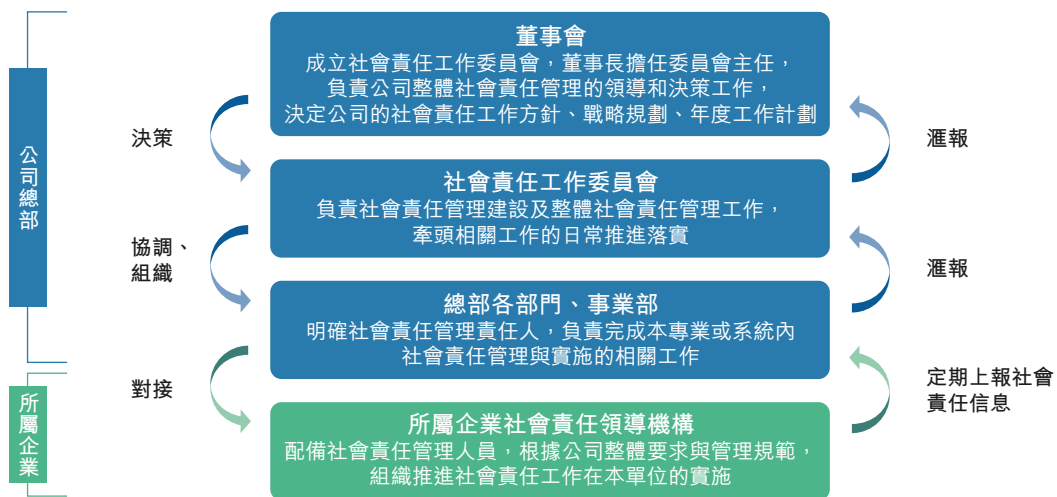 公司總部
董事會
成立社會責任工作委員會，董事長擔任委員會主任，
負責公司整體社會責任管理的領導和決策工作，
決定公司的社會責任工作方針、戰略規劃、年度工作計劃
決策
滙報
社會責任工作委員會
負責社會責任管理建設及整體社會責任管理工作，
牽頭相關工作的日常推進落實
協調、
組織
滙報
總部各部門、事業部
明確社會責任管理責任人，負責完成本專業或系統內
社會責任管理與實施的相關工作
對接
定期上報社會
責任信息
所屬企業
所屬企業社會責任領導機構
配備社會責任管理人員，根據公司整體要求與管理規範，
組織推進社會責任工作在本單位的實施